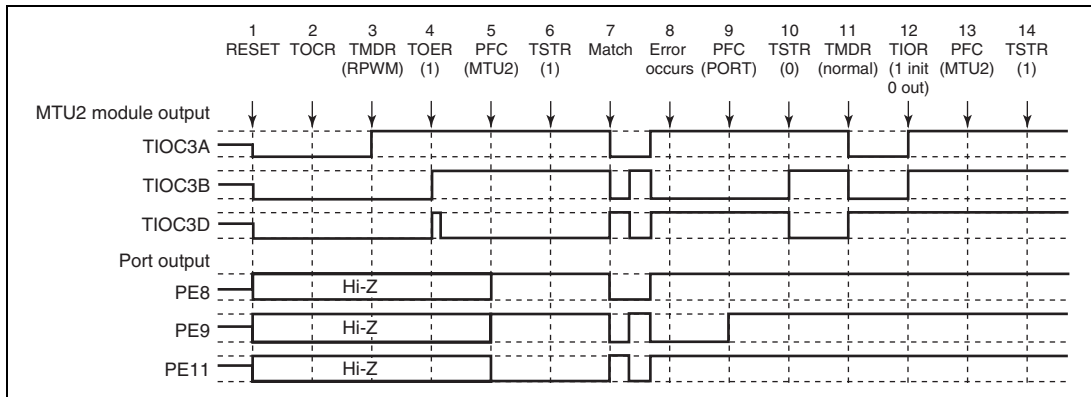 1 2 3 4 5 6 7 8 9 10 11 12 13 14
RESET TOCR TMDR TOER PFC TSTR Match Error PFC TSTR TMDR TIOR PFC TSTR
(RPWM) (1) (MTU2) (1) occurs (PORT) (0) (normal) (1 init (MTU2) (1)
0 out)
MTU2 module output
TIOC3A
TIOC3B
TIOC3D
Port output
PE8 Hi-Z
PE9 Hi-Z
PE11 Hi-Z